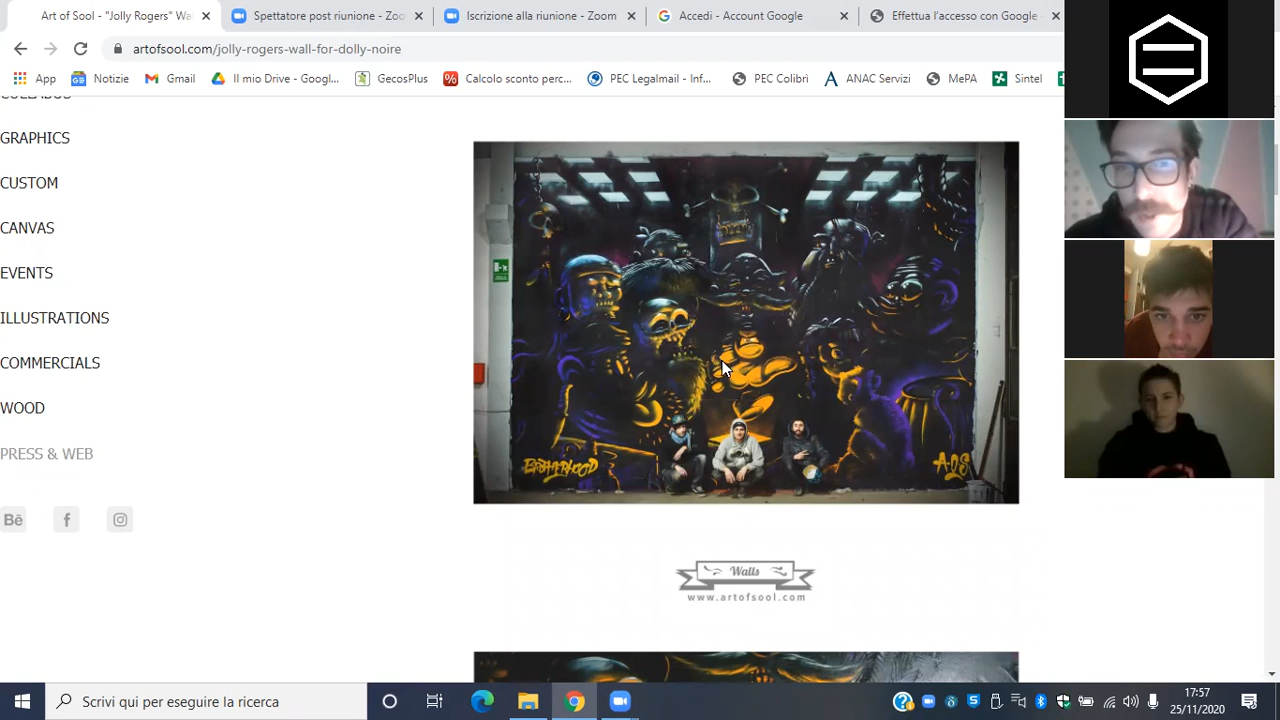 Art of Sool - "Jolly Rogers" Wa
Spettatore post riunione - Zoo
Iscrizione alla riunione - Zoom
Accedi - Account Google
Effettua l'accesso con Google -
artofsool.com/jolly-rogers-wall-for-dolly-noire
App
Notizie
Gmail
Il mio Drive - Googl...
GecosPlus
Calcolo sconto perc...
PEC Legalmail - Inf...
PEC Colibri
ANAC Servizi
MePA
Sintel
GRAPHICS
CUSTOM
CANVAS
EVENTS
ILLUSTRATIONS
COMMERCIALS
WOOD
PRESS & WEB
Bē
BROTHERHOOD
AOS
Walls
www.artofsool.com
Scrivi qui per eseguire la ricerca
17:57
25/11/2020